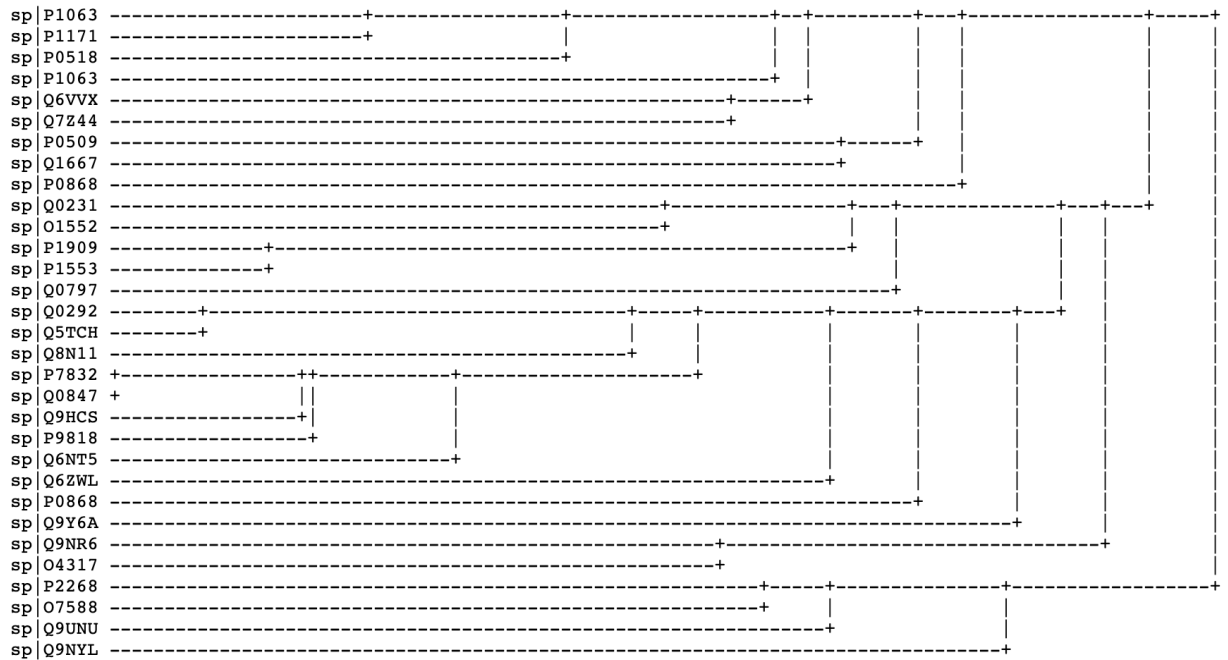 sp|P1063
sp|P1171
sp|P0518
sp|P1063
sp|Q6VVX
sp|Q7Z44
sp|P0509
sp|Q1667
sp|P0868
sp|Q0231
sp|O1552
sp|P1909
sp|P1553
sp|Q0797
sp|Q0292
sp|Q5TCH
sp|Q8N11
sp|P7832
sp|Q0847
sp|Q9HCS
sp|P9818
sp|Q6NT5
sp|Q6ZWL
sp|P0868
sp|Q9Y6A
sp|Q9NR6
sp|O4317
sp|P2268
sp|O7588
sp|Q9UNU
sp|Q9NYL